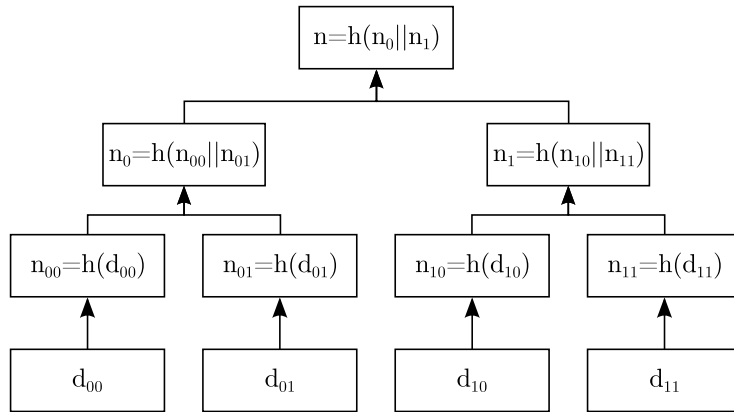 n=h(n₀||n₁)
n₀=h(n₀₀||n₀₁) n₁=h(n₁₀||n₁₁)
n₀₀=h(d₀₀) n₀₁=h(d₀₁) n₁₀=h(d₁₀) n₁₁=h(d₁₁)
d₀₀ d₀₁ d₁₀ d₁₁